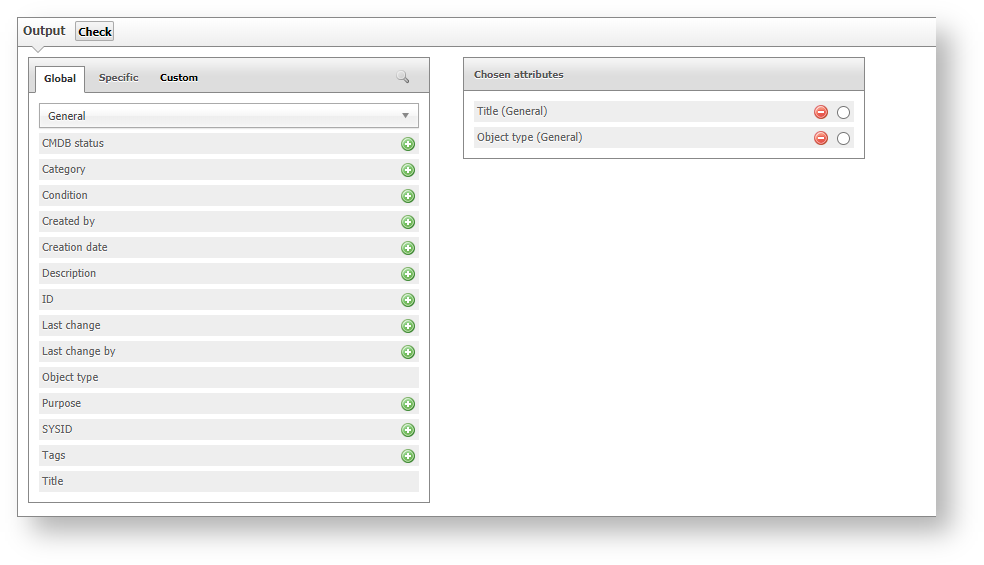 Output Check
Global Specific Custom
General
CMDB status
Category
Condition
Created by
Creation date
Description
ID
Last change
Last change by
Object type
Purpose
SYSID
Tags
Title
Chosen attributes
Title (General)
Object type (General)